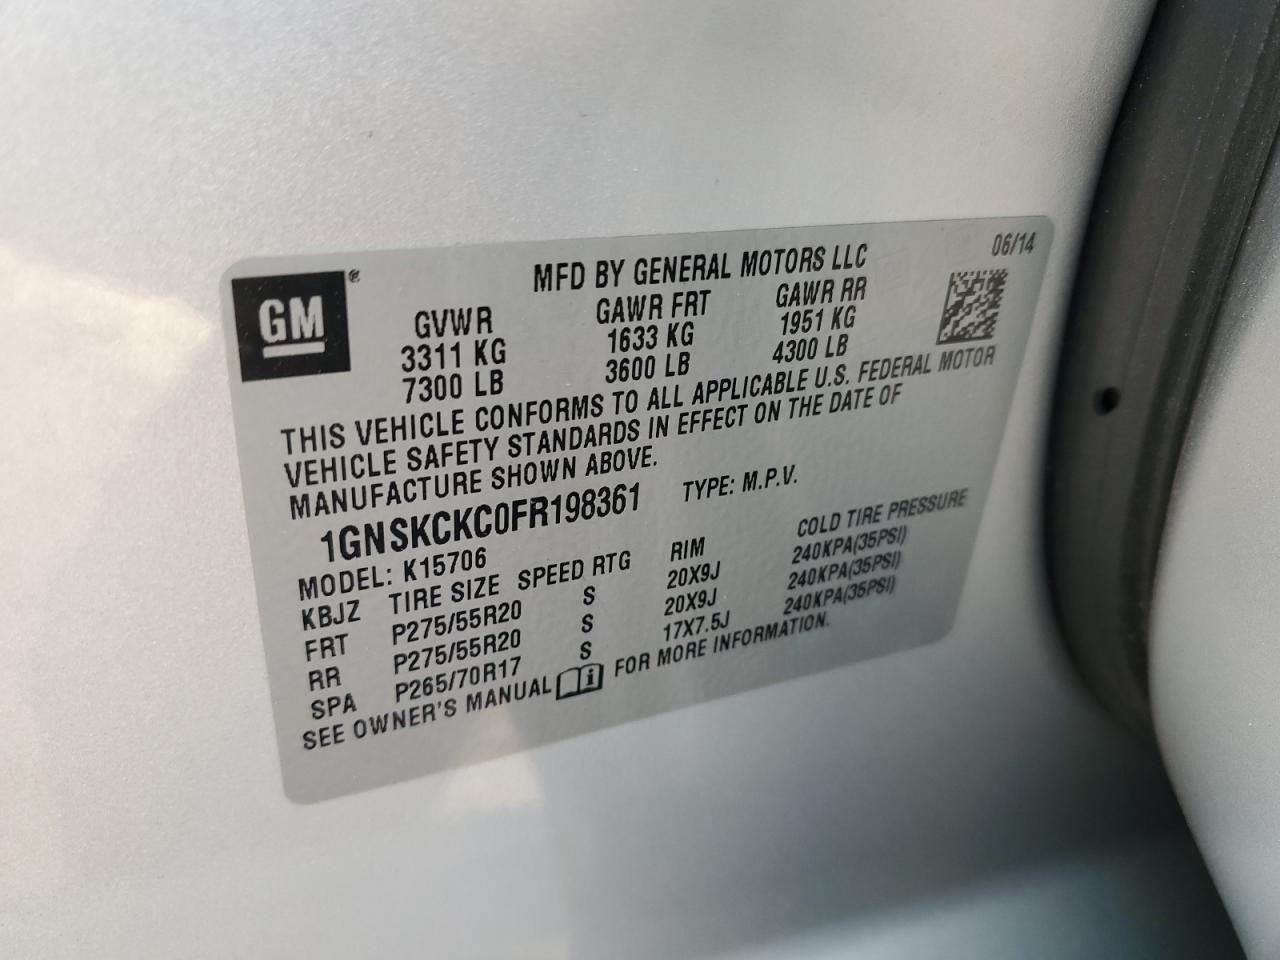 06/14
GM ®
MFD BY GENERAL MOTORS LLC
GVWR GAWR FRT GAWR RR
3311 KG 1633 KG 1951 KG
7300 LB 3600 LB 4300 LB
THIS VEHICLE CONFORMS TO ALL APPLICABLE U.S. FEDERAL MOTOR
VEHICLE SAFETY STANDARDS IN EFFECT ON THE DATE OF
MANUFACTURE SHOWN ABOVE.
1GNSKCKC0FR198361 TYPE: M.P.V.
MODEL: K15706
KBJZ TIRE SIZE SPEED RTG RIM COLD TIRE PRESSURE
FRT P275/55R20 S 20X9J 240KPA(35PSI)
RR P275/55R20 S 20X9J 240KPA(35PSI)
SPA P265/70R17 S 17X7.5J 240KPA(35PSI)
SEE OWNER'S MANUAL i FOR MORE INFORMATION.